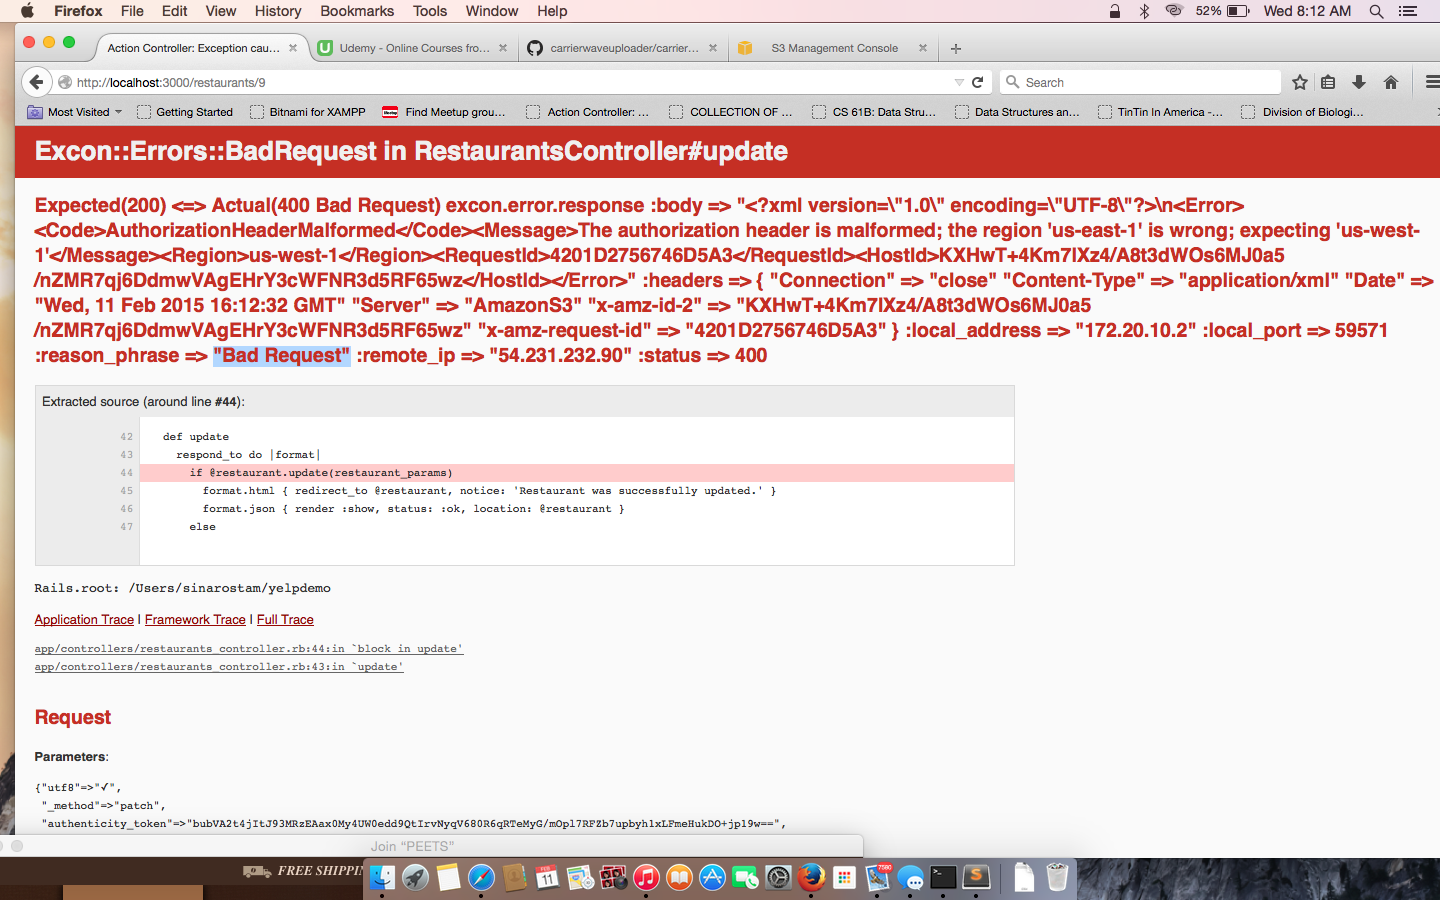 Firefox File Edit View History Bookmarks Tools Window Help 52% Wed 8:12 AM
Action Controller: Exception cau... Udemy - Online Courses fro... carrierwaveuploader/carrier... S3 Management Console
http://localhost:3000/restaurants/9 Search
Most Visited Getting Started Bitnami for XAMPP Find Meetup grou... Action Controller: ... COLLECTION OF ... CS 61B: Data Stru... Data Structures an... TinTin In America -... Division of Biologi...
Excon::Errors::BadRequest in RestaurantsController#update
Expected(200) <=> Actual(400 Bad Request) excon.error.response :body => "<?xml version=\"1.0\" encoding=\"UTF-8\"?>\n<Error>
<Code>AuthorizationHeaderMalformed</Code><Message>The authorization header is malformed; the region 'us-east-1' is wrong; expecting 'us-west-
1'</Message><Region>us-west-1</Region><RequestId>4201D2756746D5A3</RequestId><HostId>KXHwT+4Km7lXz4/A8t3dWOs6MJ0a5
/nZMR7qj6DdmwVAgEHrY3cWFNR3d5RF65wz</HostId></Error>" :headers => { "Connection" => "close" "Content-Type" => "application/xml" "Date" =>
"Wed, 11 Feb 2015 16:12:32 GMT" "Server" => "AmazonS3" "x-amz-id-2" => "KXHwT+4Km7lXz4/A8t3dWOs6MJ0a5
/nZMR7qj6DdmwVAgEHrY3cWFNR3d5RF65wz" "x-amz-request-id" => "4201D2756746D5A3" } :local_address => "172.20.10.2" :local_port => 59571
:reason_phrase => "Bad Request" :remote_ip => "54.231.232.90" :status => 400
Extracted source (around line #44):
42 def update
43 respond_to do |format|
44 if @restaurant.update(restaurant_params)
45 format.html { redirect_to @restaurant, notice: 'Restaurant was successfully updated.' }
46 format.json { render :show, status: :ok, location: @restaurant }
47 else
Rails.root: /Users/sinarostam/yelpdemo
Application Trace | Framework Trace | Full Trace
app/controllers/restaurants_controller.rb:44:in `block in update'
app/controllers/restaurants_controller.rb:43:in `update'
Request
Parameters:
{"utf8"=>"✓",
"_method"=>"patch",
"authenticity_token"=>"bubVA2t4jItJ93MRzEAax0My4UW0edd9QtIrvNyqV680R6qRTeMyG/mOpl7RFZb7upbyh1xLFmeHukDO+jp19w==",
Join “PEETS”
FREE SHIPPIN
FEB
11
7580